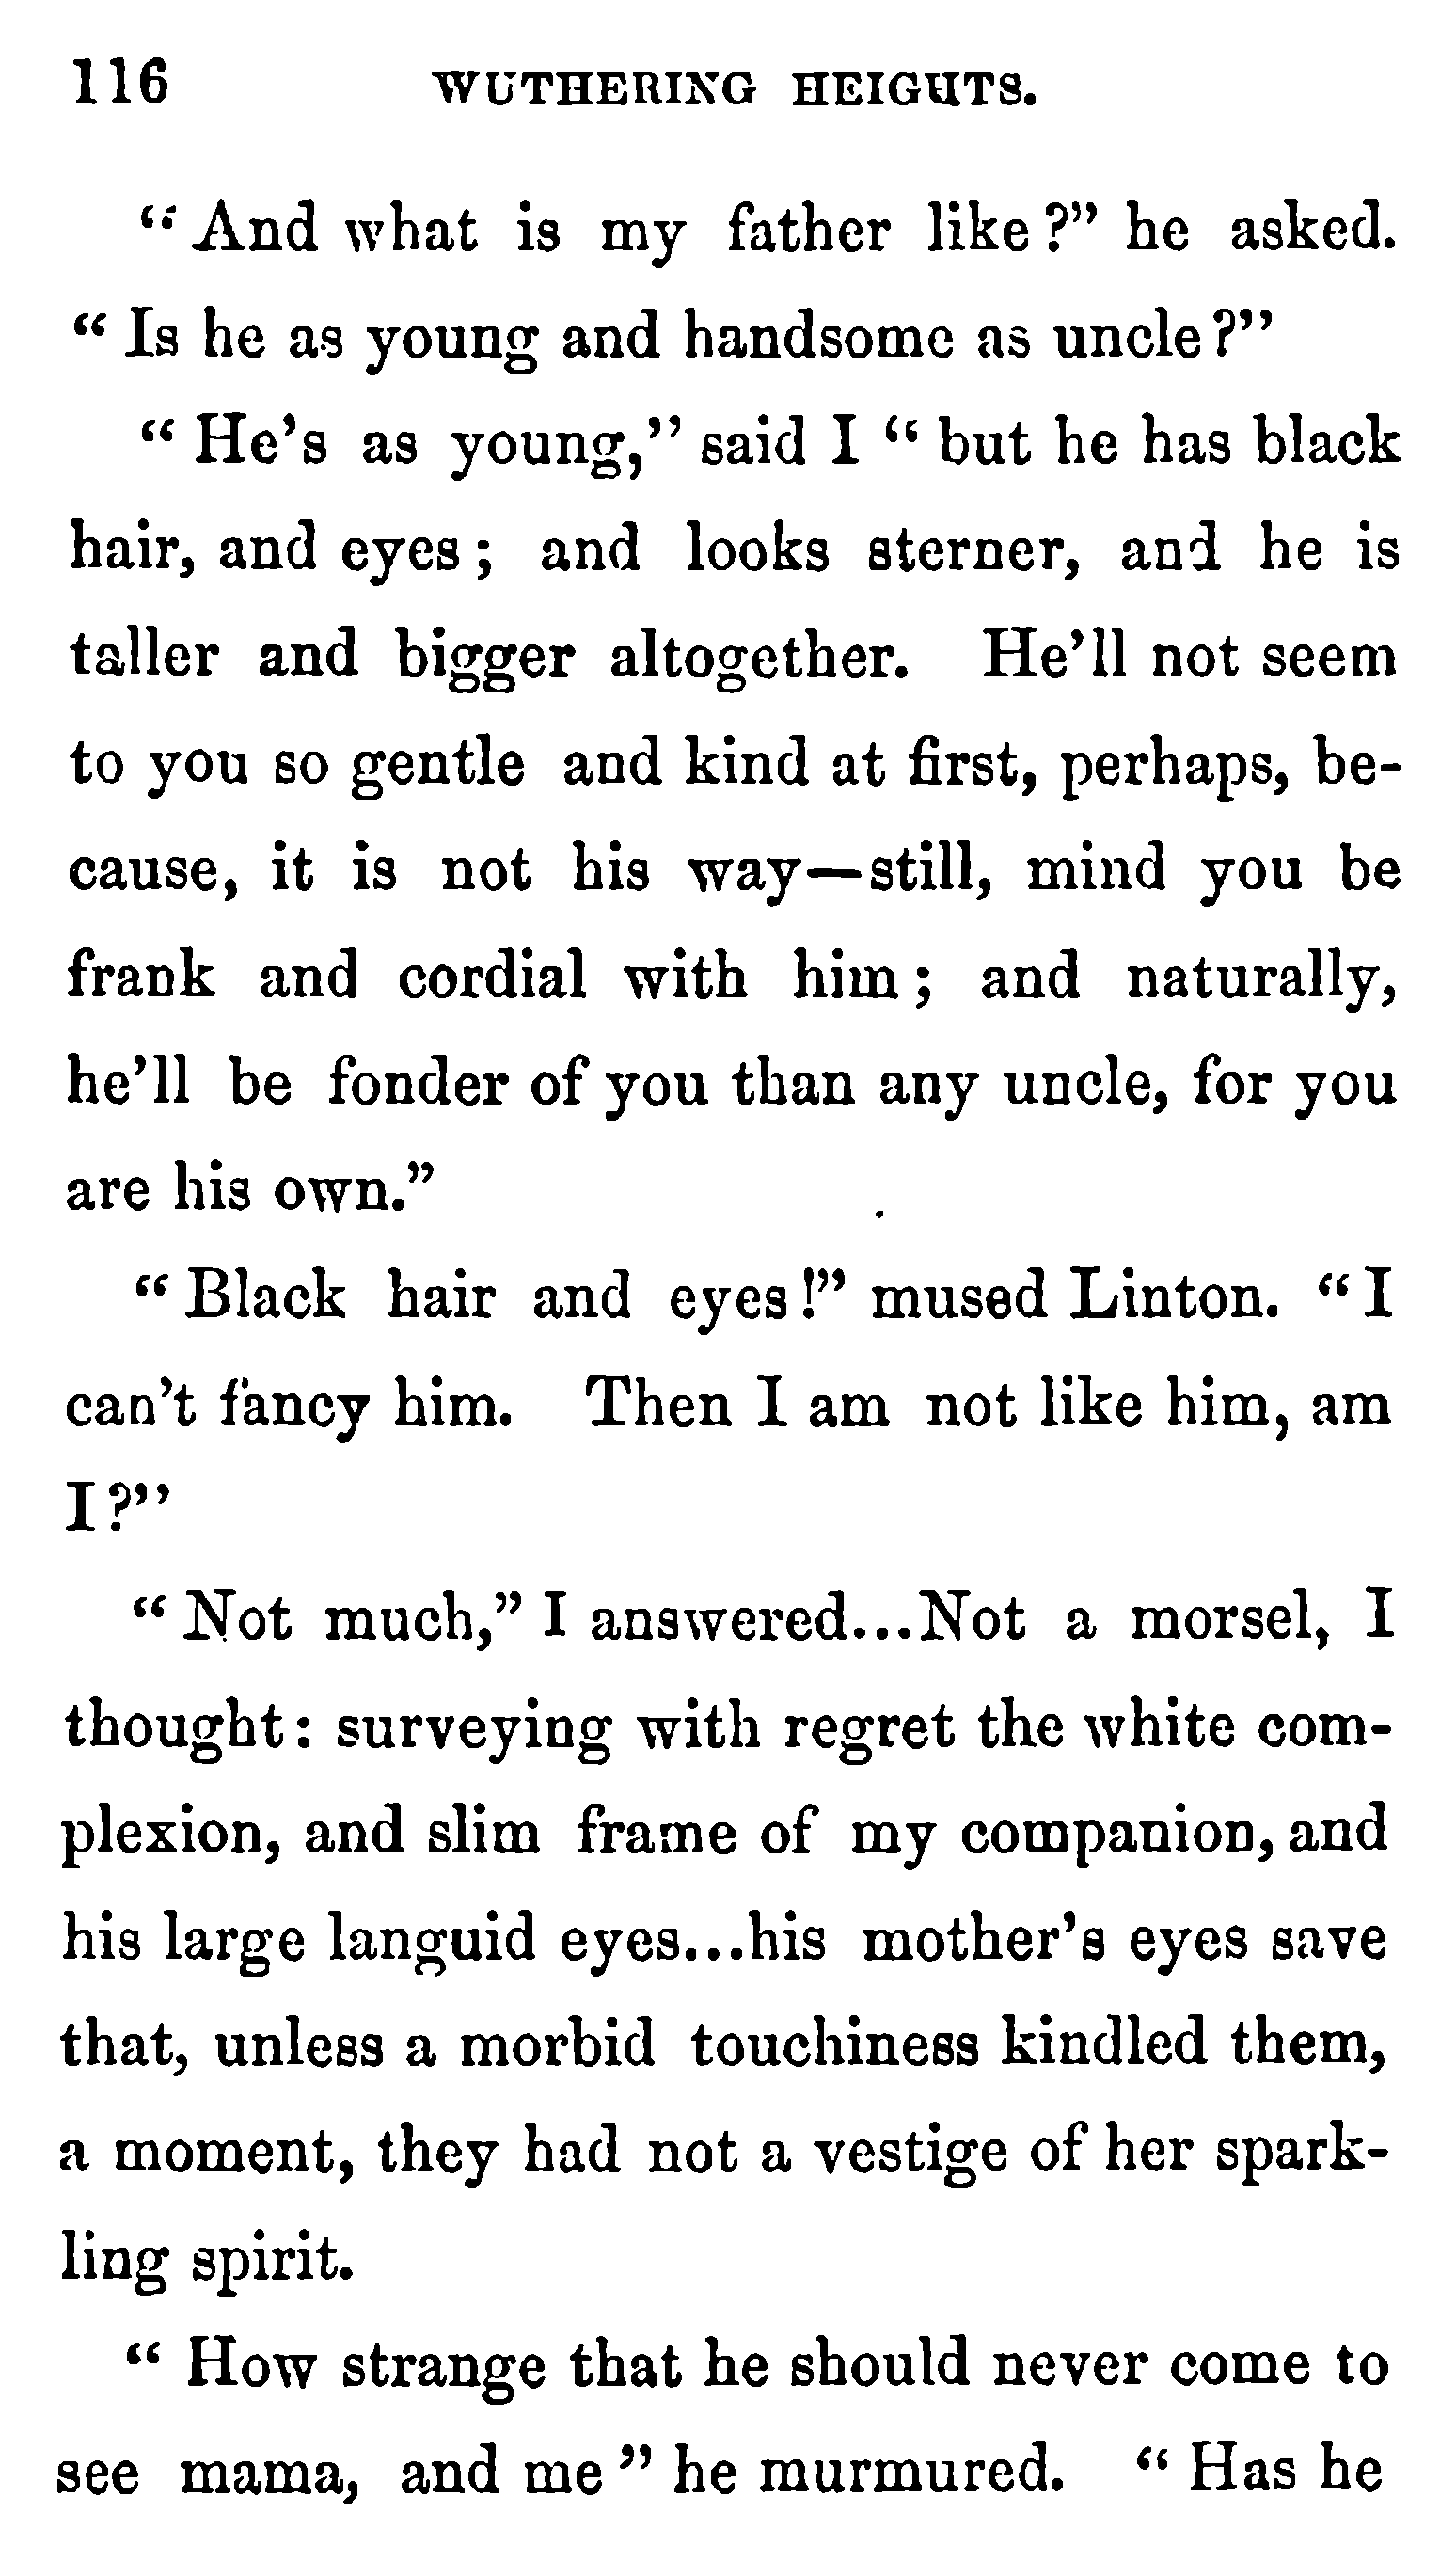 116 WUTHERING HEIGHTS.
“And what is my father like?” he asked.
“Is he as young and handsome as uncle?”
“He’s as young,” said I “but he has black
hair, and eyes; and looks sterner, and he is
taller and bigger altogether. He’ll not seem
to you so gentle and kind at first, perhaps, be-
cause, it is not his way—still, mind you be
frank and cordial with him; and naturally,
he’ll be fonder of you than any uncle, for you
are his own.”
“Black hair and eyes!” mused Linton. “I
can’t fancy him. Then I am not like him, am
I?”
“Not much,” I answered...Not a morsel, I
thought: surveying with regret the white com-
plexion, and slim frame of my companion, and
his large languid eyes...his mother’s eyes save
that, unless a morbid touchiness kindled them,
a moment, they had not a vestige of her spark-
ling spirit.
“How strange that he should never come to
see mama, and me” he murmured. “Has he